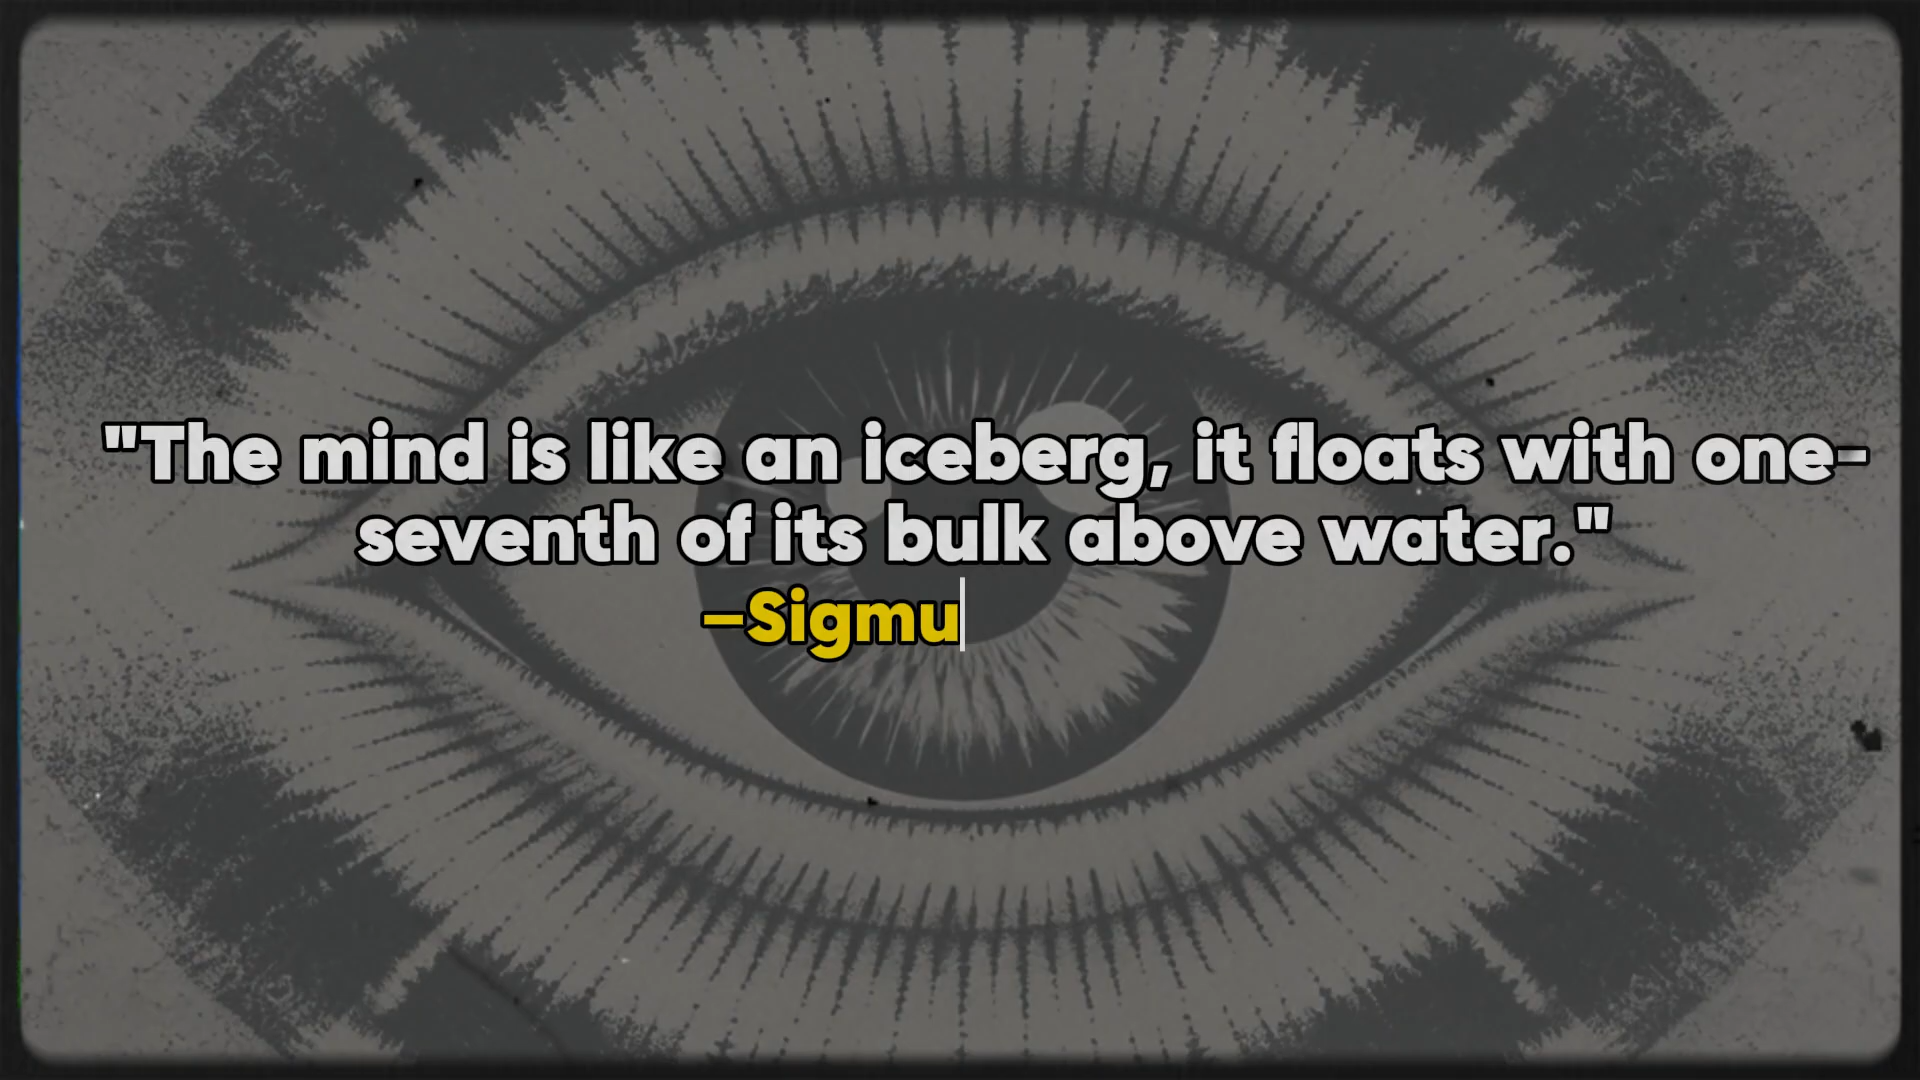 "The mind is like an iceberg, it floats with one-
seventh of its bulk above water."
—Sigmu